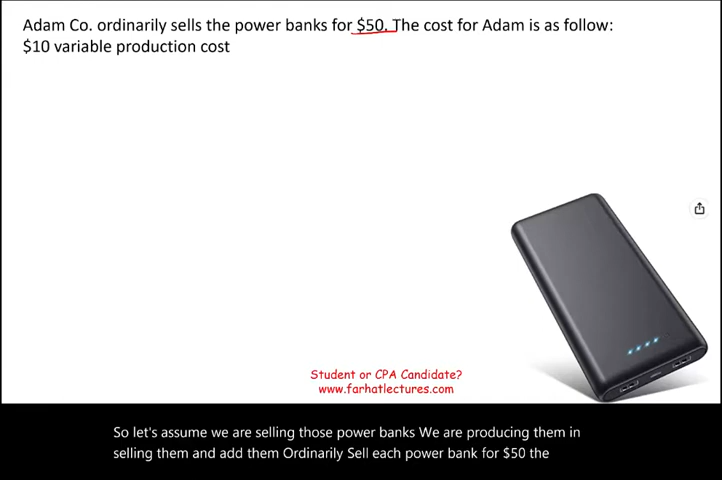 Adam Co. ordinarily sells the power banks for $50. The cost for Adam is as follow:
$10 variable production cost
Student or CPA Candidate?
www.farhatlectures.com
So let's assume we are selling those power banks We are producing them in
selling them and add them Ordinarily Sell each power bank for $50 the